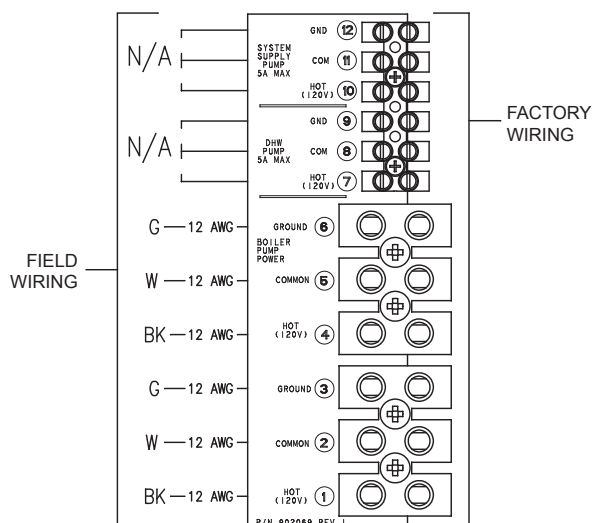 GND 12
N/A
SYSTEM
SUPPLY
PUMP
5A MAX
COM 11
HOT
(120V) 10
GND 9
N/A
DHW
PUMP
5A MAX
COM 8
HOT
(120V) 7
FACTORY
WIRING
G 12 AWG GROUND 6
BOILER
PUMP
POWER
FIELD
WIRING
W 12 AWG COMMON 5
BK 12 AWG HOT
(120V) 4
G 12 AWG GROUND 3
W 12 AWG COMMON 2
BK 12 AWG HOT
(120V) 1
P/N 902069 REV